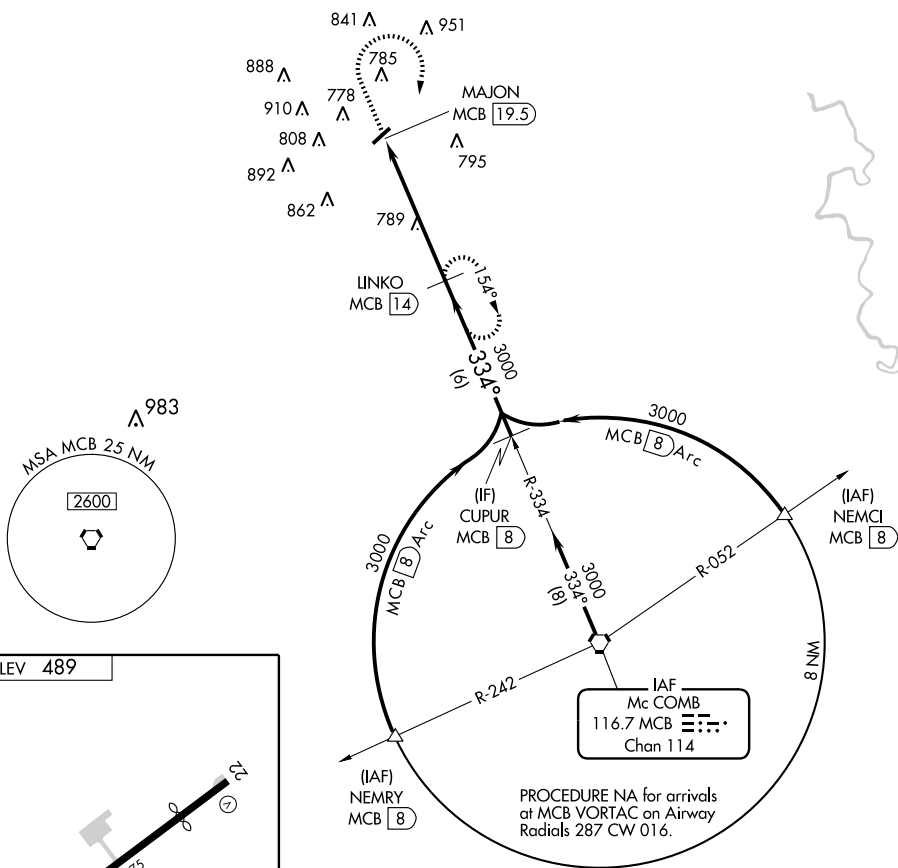 841
951
888
785
910
778
MAJON
MCB 19.5
808
795
892
862
789
LINKO
MCB 14
154°
3000
334°
(6)
983
MSA MCB 25 NM
2600
3000
MCB 8 Arc
(IF)
CUPUR
MCB 8
R-334
3000
MCB 8 Arc
(IAF)
NEMCI
MCB 8
R-052
3000
334°
(8)
8 NM
R-242
IAF
Mc COMB
116.7 MCB
Chan 114
(IAF)
NEMRY
MCB 8
PROCEDURE NA for arrivals
at MCB VORTAC on Airway
Radials 287 CW 016.
LEV 489
22
V
75